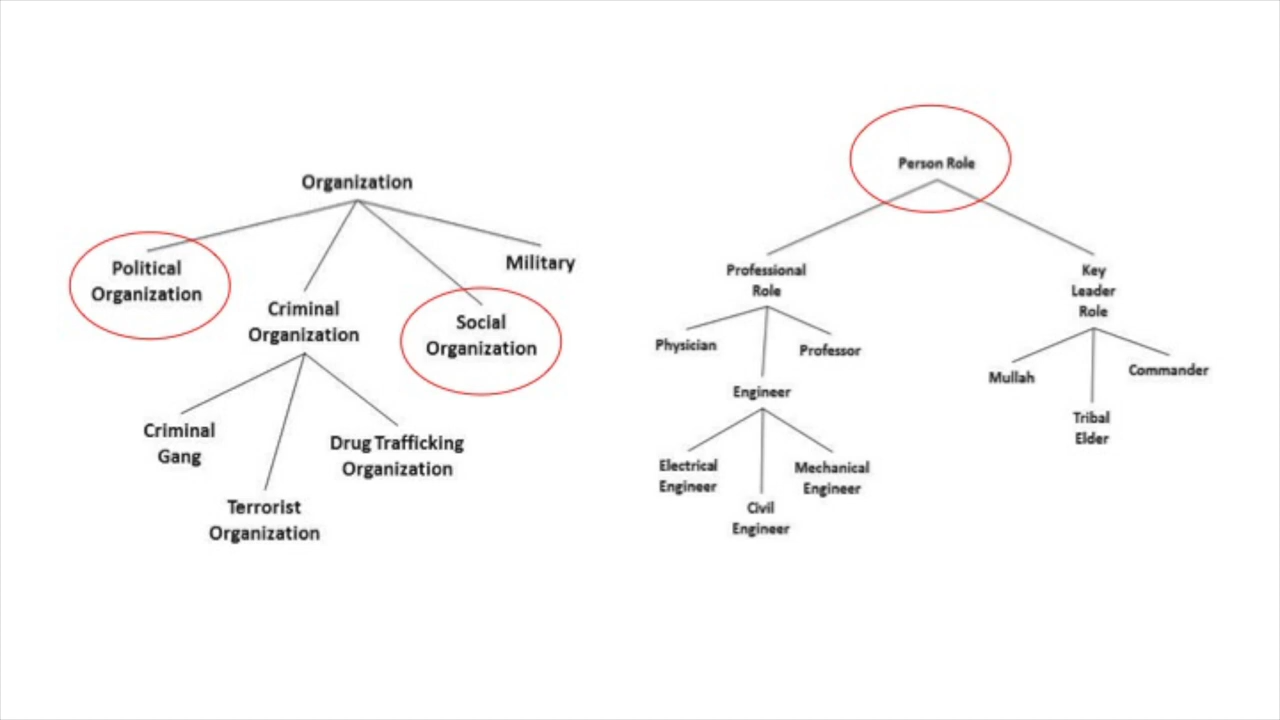 Organization
Political
Organization
Criminal
Organization
Social
Organization
Military
Criminal
Gang
Terrorist
Organization
Drug Trafficking
Organization
Person Role
Professional
Role
Key
Leader
Role
Physician
Engineer
Professor
Electrical
Engineer
Civil
Engineer
Mechanical
Engineer
Mullah
Tribal
Elder
Commander